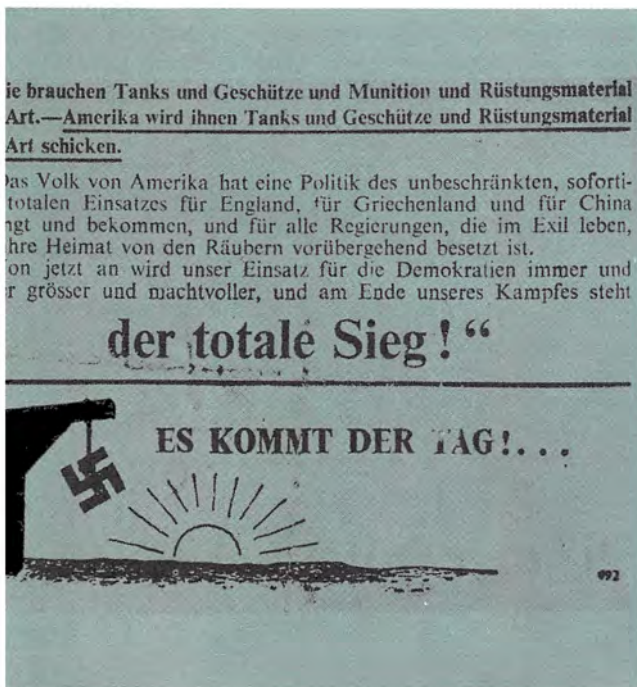 ie brauchen Tanks und Geschütze und Munition und Rüstungsmaterial
Art.—Amerika wird ihnen Tanks und Geschütze und Rüstungsmaterial
Art schicken.
Das Volk von Amerika hat eine Politik des unbeschränkten, soforti-
totalen Einsatzes für England, für Griechenland und für China
ngt und bekommen, und für alle Regierungen, die im Exil leben,
hre Heimat von den Räubern vorübergehend besetzt ist.
on jetzt an wird unser Einsatz für die Demokratien immer und
r grösser und machtvoller, und am Ende unseres Kampfes steht
der totale Sieg!“
ES KOMMT DER TAG!...
492